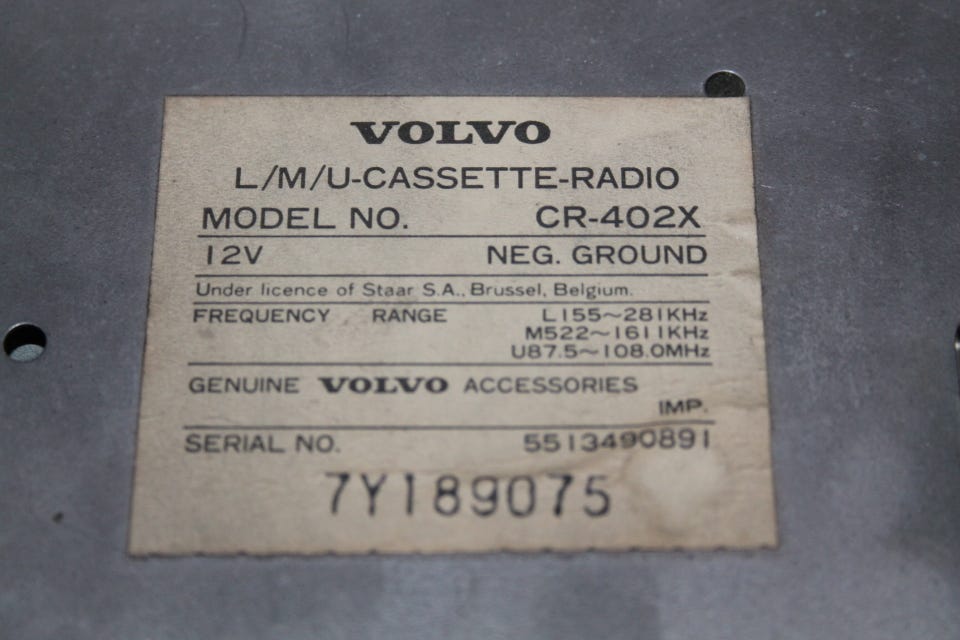 VOLVO
L/M/U-CASSETTE-RADIO
MODEL NO. CR-402X
12V NEG. GROUND
Under licence of Staar S.A., Brussel, Belgium.
FREQUENCY RANGE L155~281KHz
M522~1611KHz
U87.5~108.0MHz
GENUINE VOLVO ACCESSORIES
IMP.
SERIAL NO. 5513490891
7Y189075